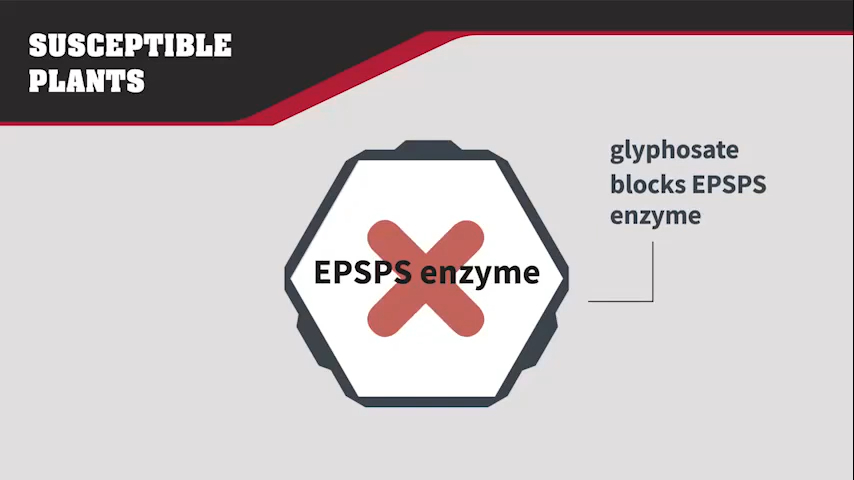 SUSCEPTIBLE
PLANTS
glyphosate
blocks EPSPS
enzyme
EPSPS enzyme